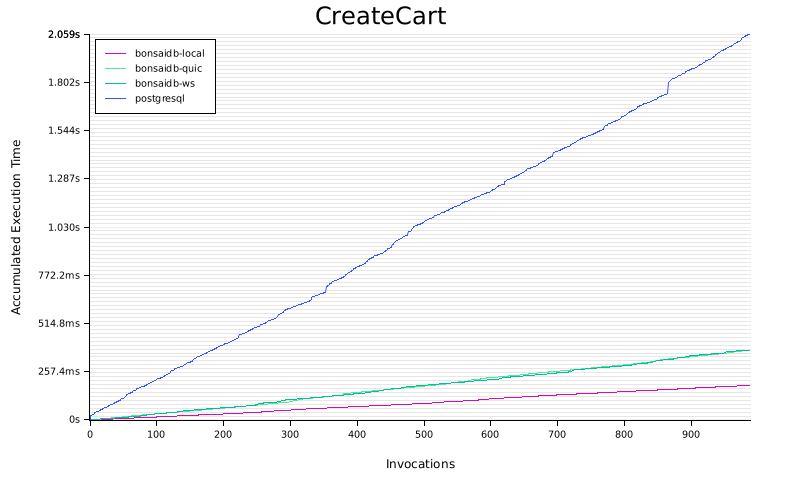 CreateCart
2.059s
bonsaidb-local
bonsaidb-quic
bonsaidb-ws
postgresql
1.802s
1.544s
1.287s
1.030s
772.2ms
514.8ms
257.4ms
0s
Accumulated Execution Time
0 100 200 300 400 500 600 700 800 900
Invocations